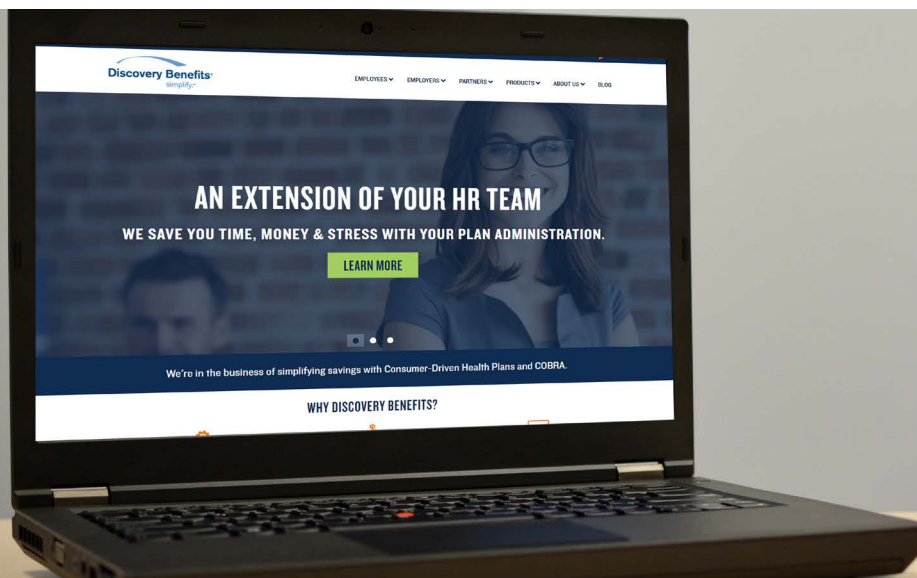 Discovery Benefits
simplify.
EMPLOYEES EMPLOYERS PARTNERS PRODUCTS ABOUT US BLOG
AN EXTENSION OF YOUR HR TEAM
WE SAVE YOU TIME, MONEY & STRESS WITH YOUR PLAN ADMINISTRATION.
LEARN MORE
We're in the business of simplifying savings with Consumer-Driven Health Plans and COBRA.
WHY DISCOVERY BENEFITS?